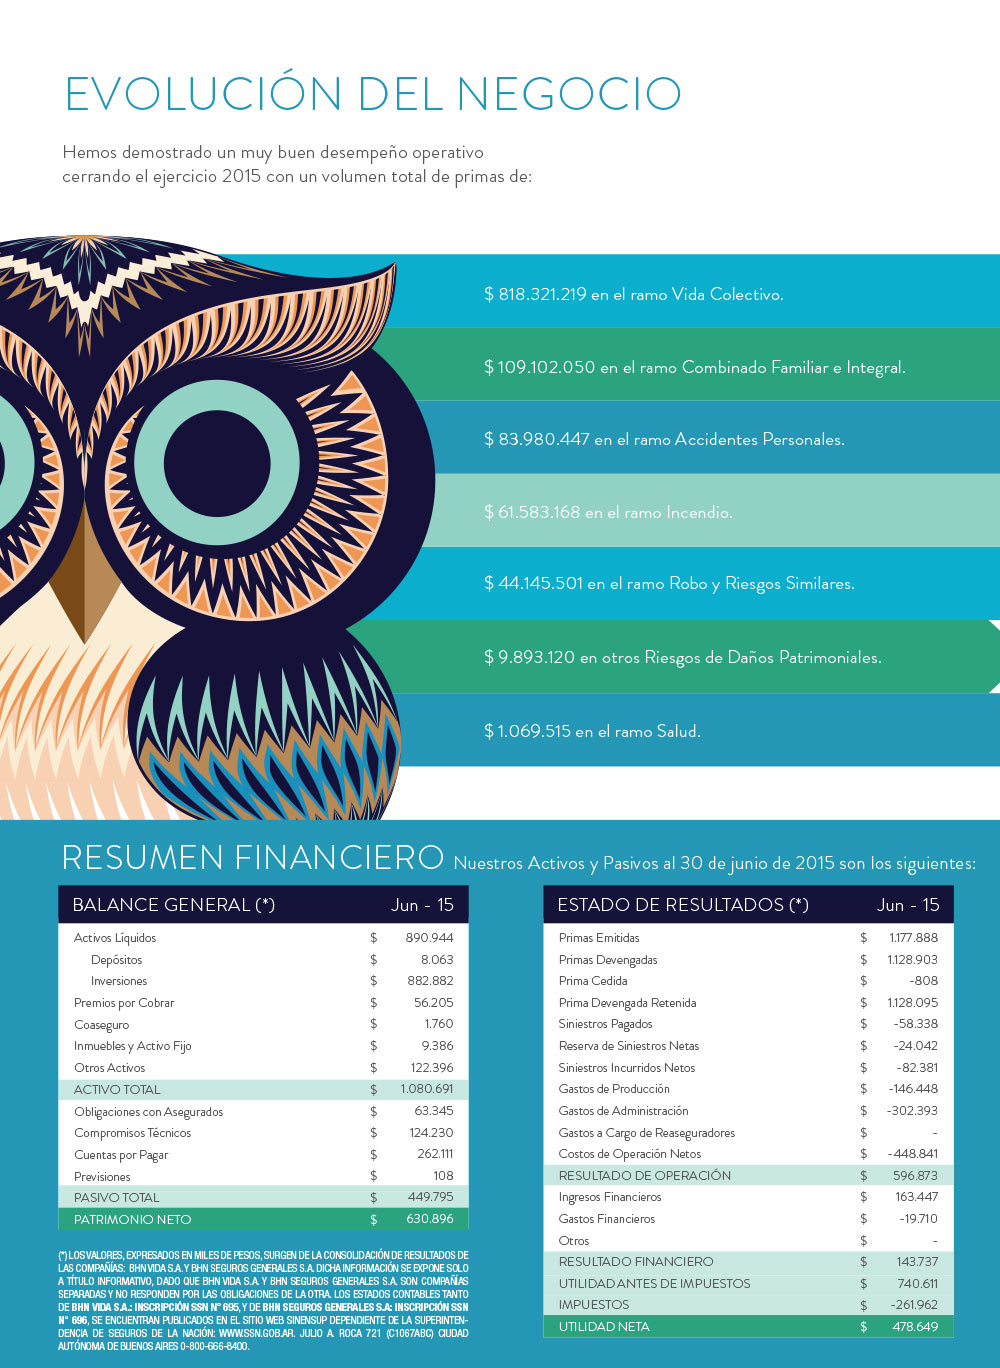 EVOLUCIÓN DEL NEGOCIO
Hemos demostrado un muy buen desempeño operativo
cerrando el ejercicio 2015 con un volumen total de primas de:
$ 818.321.219 en el ramo Vida Colectivo.
$ 109.102.050 en el ramo Combinado Familiar e Integral.
$ 83.980.447 en el ramo Accidentes Personales.
$ 61.583.168 en el ramo Incendio.
$ 44.145.501 en el ramo Robo y Riesgos Similares.
$ 9.893.120 en otros Riesgos de Daños Patrimoniales.
$ 1.069.515 en el ramo Salud.
RESUMEN FINANCIERO Nuestros Activos y Pasivos al 30 de junio de 2015 son los siguientes:
BALANCE GENERAL (*) Jun - 15
Activos Líquidos $ 890.944
Depósitos $ 8.063
Inversiones $ 882.882
Premios por Cobrar $ 56.205
Coaseguro $ 1.760
Inmuebles y Activo Fijo $ 9.386
Otros Activos $ 122.396
ACTIVO TOTAL $ 1.080.691
Obligaciones con Asegurados $ 63.345
Compromisos Técnicos $ 124.230
Cuentas por Pagar $ 262.111
Previsiones $ 108
PASIVO TOTAL $ 449.795
PATRIMONIO NETO $ 630.896
(*) LOS VALORES, EXPRESADOS EN MILES DE PESOS, SURGEN DE LA CONSOLIDACIÓN DE RESULTADOS DE
LAS COMPAÑÍAS: BHN VIDA S.A. Y BHN SEGUROS GENERALES S.A. DICHA INFORMACIÓN SE EXPONE SOLO
A TÍTULO INFORMATIVO, DADO QUE BHN VIDA S.A. Y BHN SEGUROS GENERALES S.A. SON COMPAÑÍAS
SEPARADAS Y NO RESPONDEN POR LAS OBLIGACIONES DE LA OTRA. LOS ESTADOS CONTABLES TANTO
DE BHN VIDA S.A.: INSCRIPCIÓN SSN N° 695, Y DE BHN SEGUROS GENERALES S.A: INSCRIPCIÓN SSN
N° 696, SE ENCUENTRAN PUBLICADOS EN EL SITIO WEB SINENSUP DEPENDIENTE DE LA SUPERINTEN-
DENCIA DE SEGUROS DE LA NACIÓN: WWW.SSN.GOB.AR. JULIO A. ROCA 721 (C1067ABC) CIUDAD
AUTÓNOMA DE BUENOS AIRES 0-800-666-8400.
ESTADO DE RESULTADOS (*) Jun - 15
Primas Emitidas $ 1.177.888
Primas Devengadas $ 1.128.903
Prima Cedida $ -808
Prima Devengada Retenida $ 1.128.095
Siniestros Pagados $ -58.338
Reserva de Siniestros Netas $ -24.042
Siniestros Incurridos Netos $ -82.381
Gastos de Producción $ -146.448
Gastos de Administración $ -302.393
Gastos a Cargo de Reaseguradores $ -
Costos de Operación Netos $ -448.841
RESULTADO DE OPERACIÓN $ 596.873
Ingresos Financieros $ 163.447
Gastos Financieros $ -19.710
Otros $ -
RESULTADO FINANCIERO $ 143.737
UTILIDAD ANTES DE IMPUESTOS $ 740.611
IMPUESTOS $ -261.962
UTILIDAD NETA $ 478.649